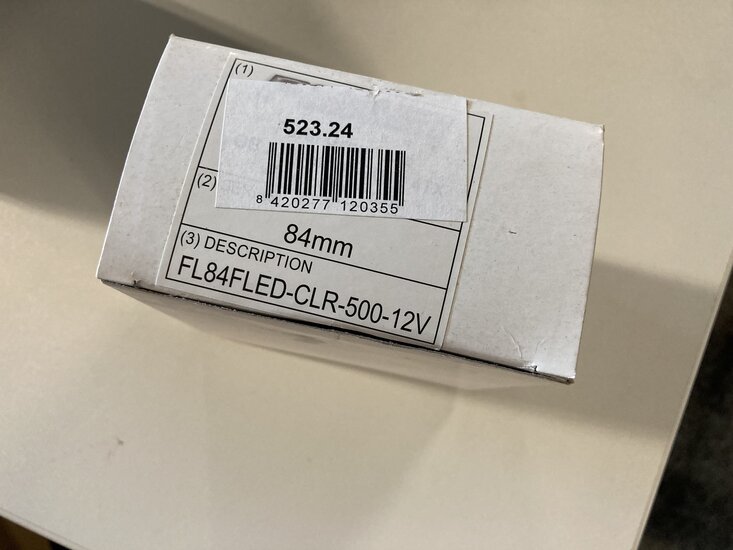 (1)
523.24
8 420277 120355
(2)
84mm
(3) DESCRIPTION
FL84FLED-CLR-500-12V